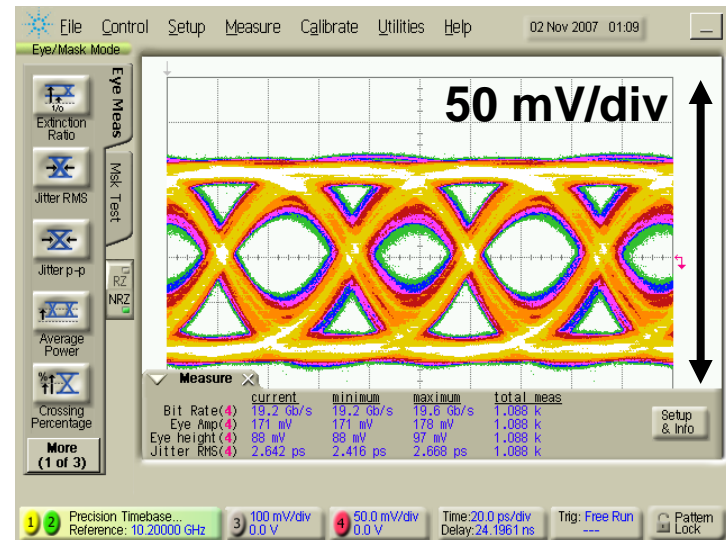 File Control Setup Measure Calibrate Utilities Help 02 Nov 2007 01:09
Eye/Mask Mode
Eye Meas
Msk Test
1/0
Extinction
Ratio
Jitter RMS
Jitter p-p
RZ
NRZ
Average
Power
%
Crossing
Percentage
More
(1 of 3)
50 mV/div
Measure
current minimum maximum total meas
Bit Rate(4) 19.2 Gb/s 19.2 Gb/s 19.6 Gb/s 1.088 k
Eye Amp(4) 171 mV 171 mV 178 mV 1.088 k
Eye height(4) 88 mV 88 mV 97 mV 1.088 k
Jitter RMS(4) 2.642 ps 2.416 ps 2.668 ps 1.088 k
Setup
& Info
1 2 Precision Timebase...
Reference: 10.20000 GHz
3 100 mV/div
0.0 V
4 50.0 mV/div
0.0 V
Time:20.0 ps/div
Delay:24.1961 ns
Trig: Free Run
---
Pattern
Lock